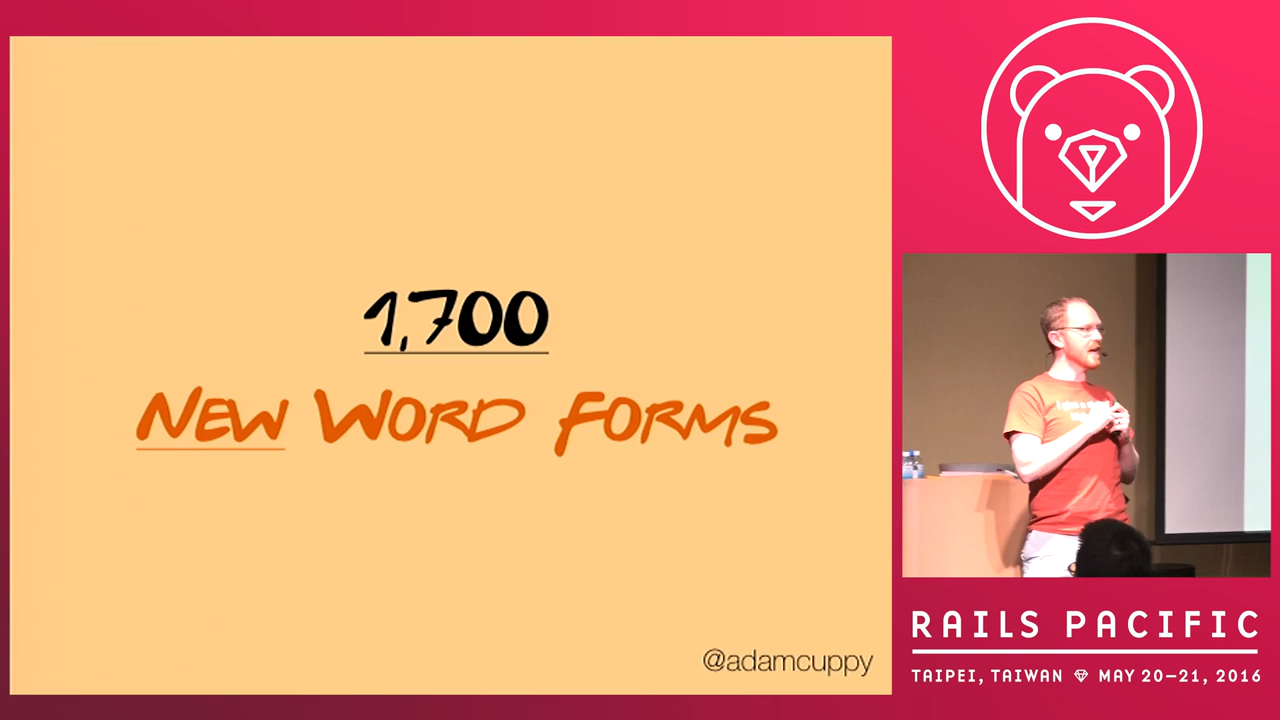 1,700
NEW WORD FORMS
@adamcuppy
RAILS PACIFIC
TAIPEI, TAIWAN MAY 20–21, 2016